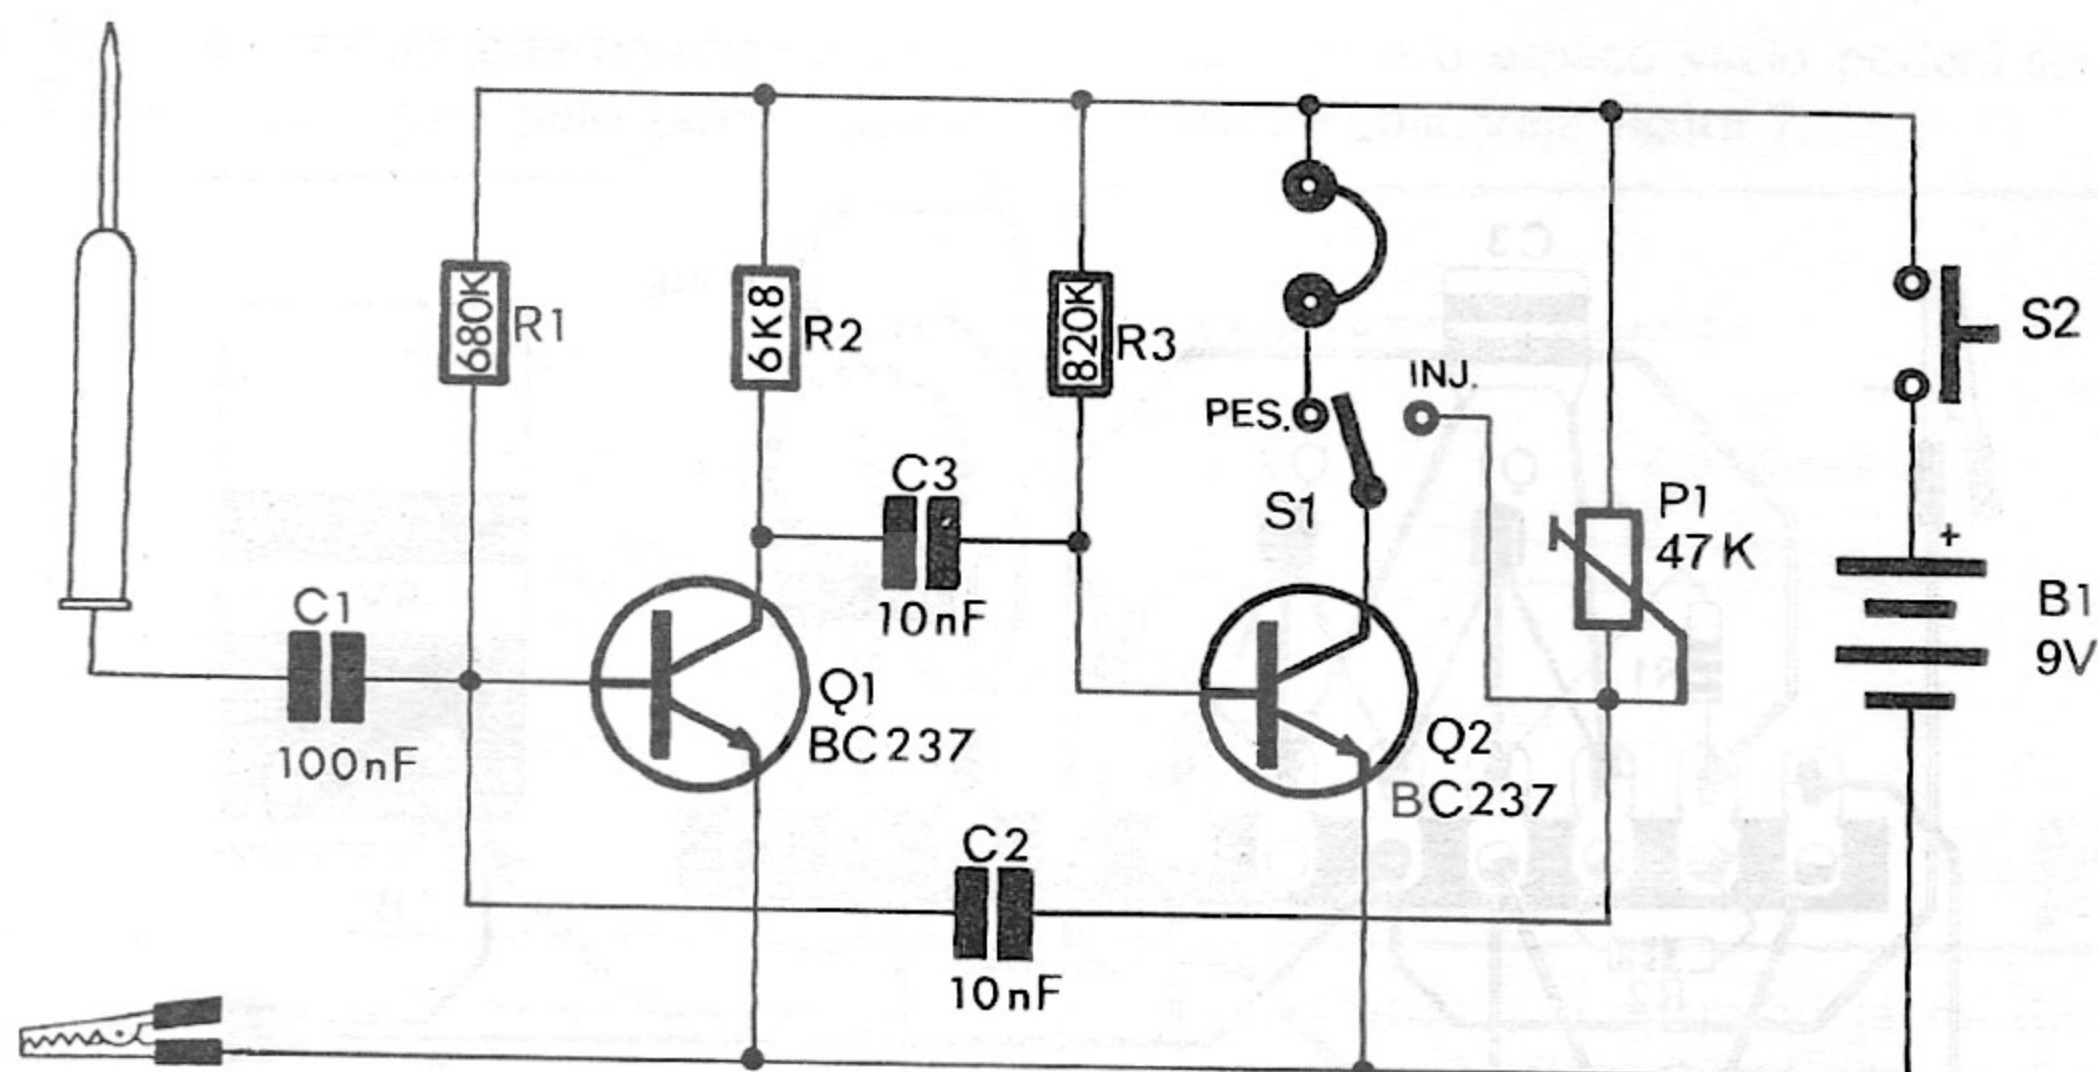 680K
R1
6K8
R2
820K
R3
PES.
INJ.
S1
S2
C3
10nF
P1
47K
+
B1
9V
C1
100nF
Q1
BC237
Q2
BC237
C2
10nF